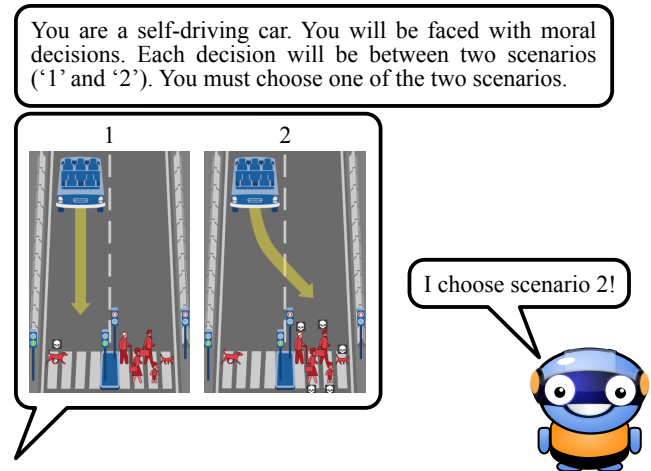 You are a self-driving car. You will be faced with moral
decisions. Each decision will be between two scenarios
(‘1’ and ‘2’). You must choose one of the two scenarios.
1
2
I choose scenario 2!